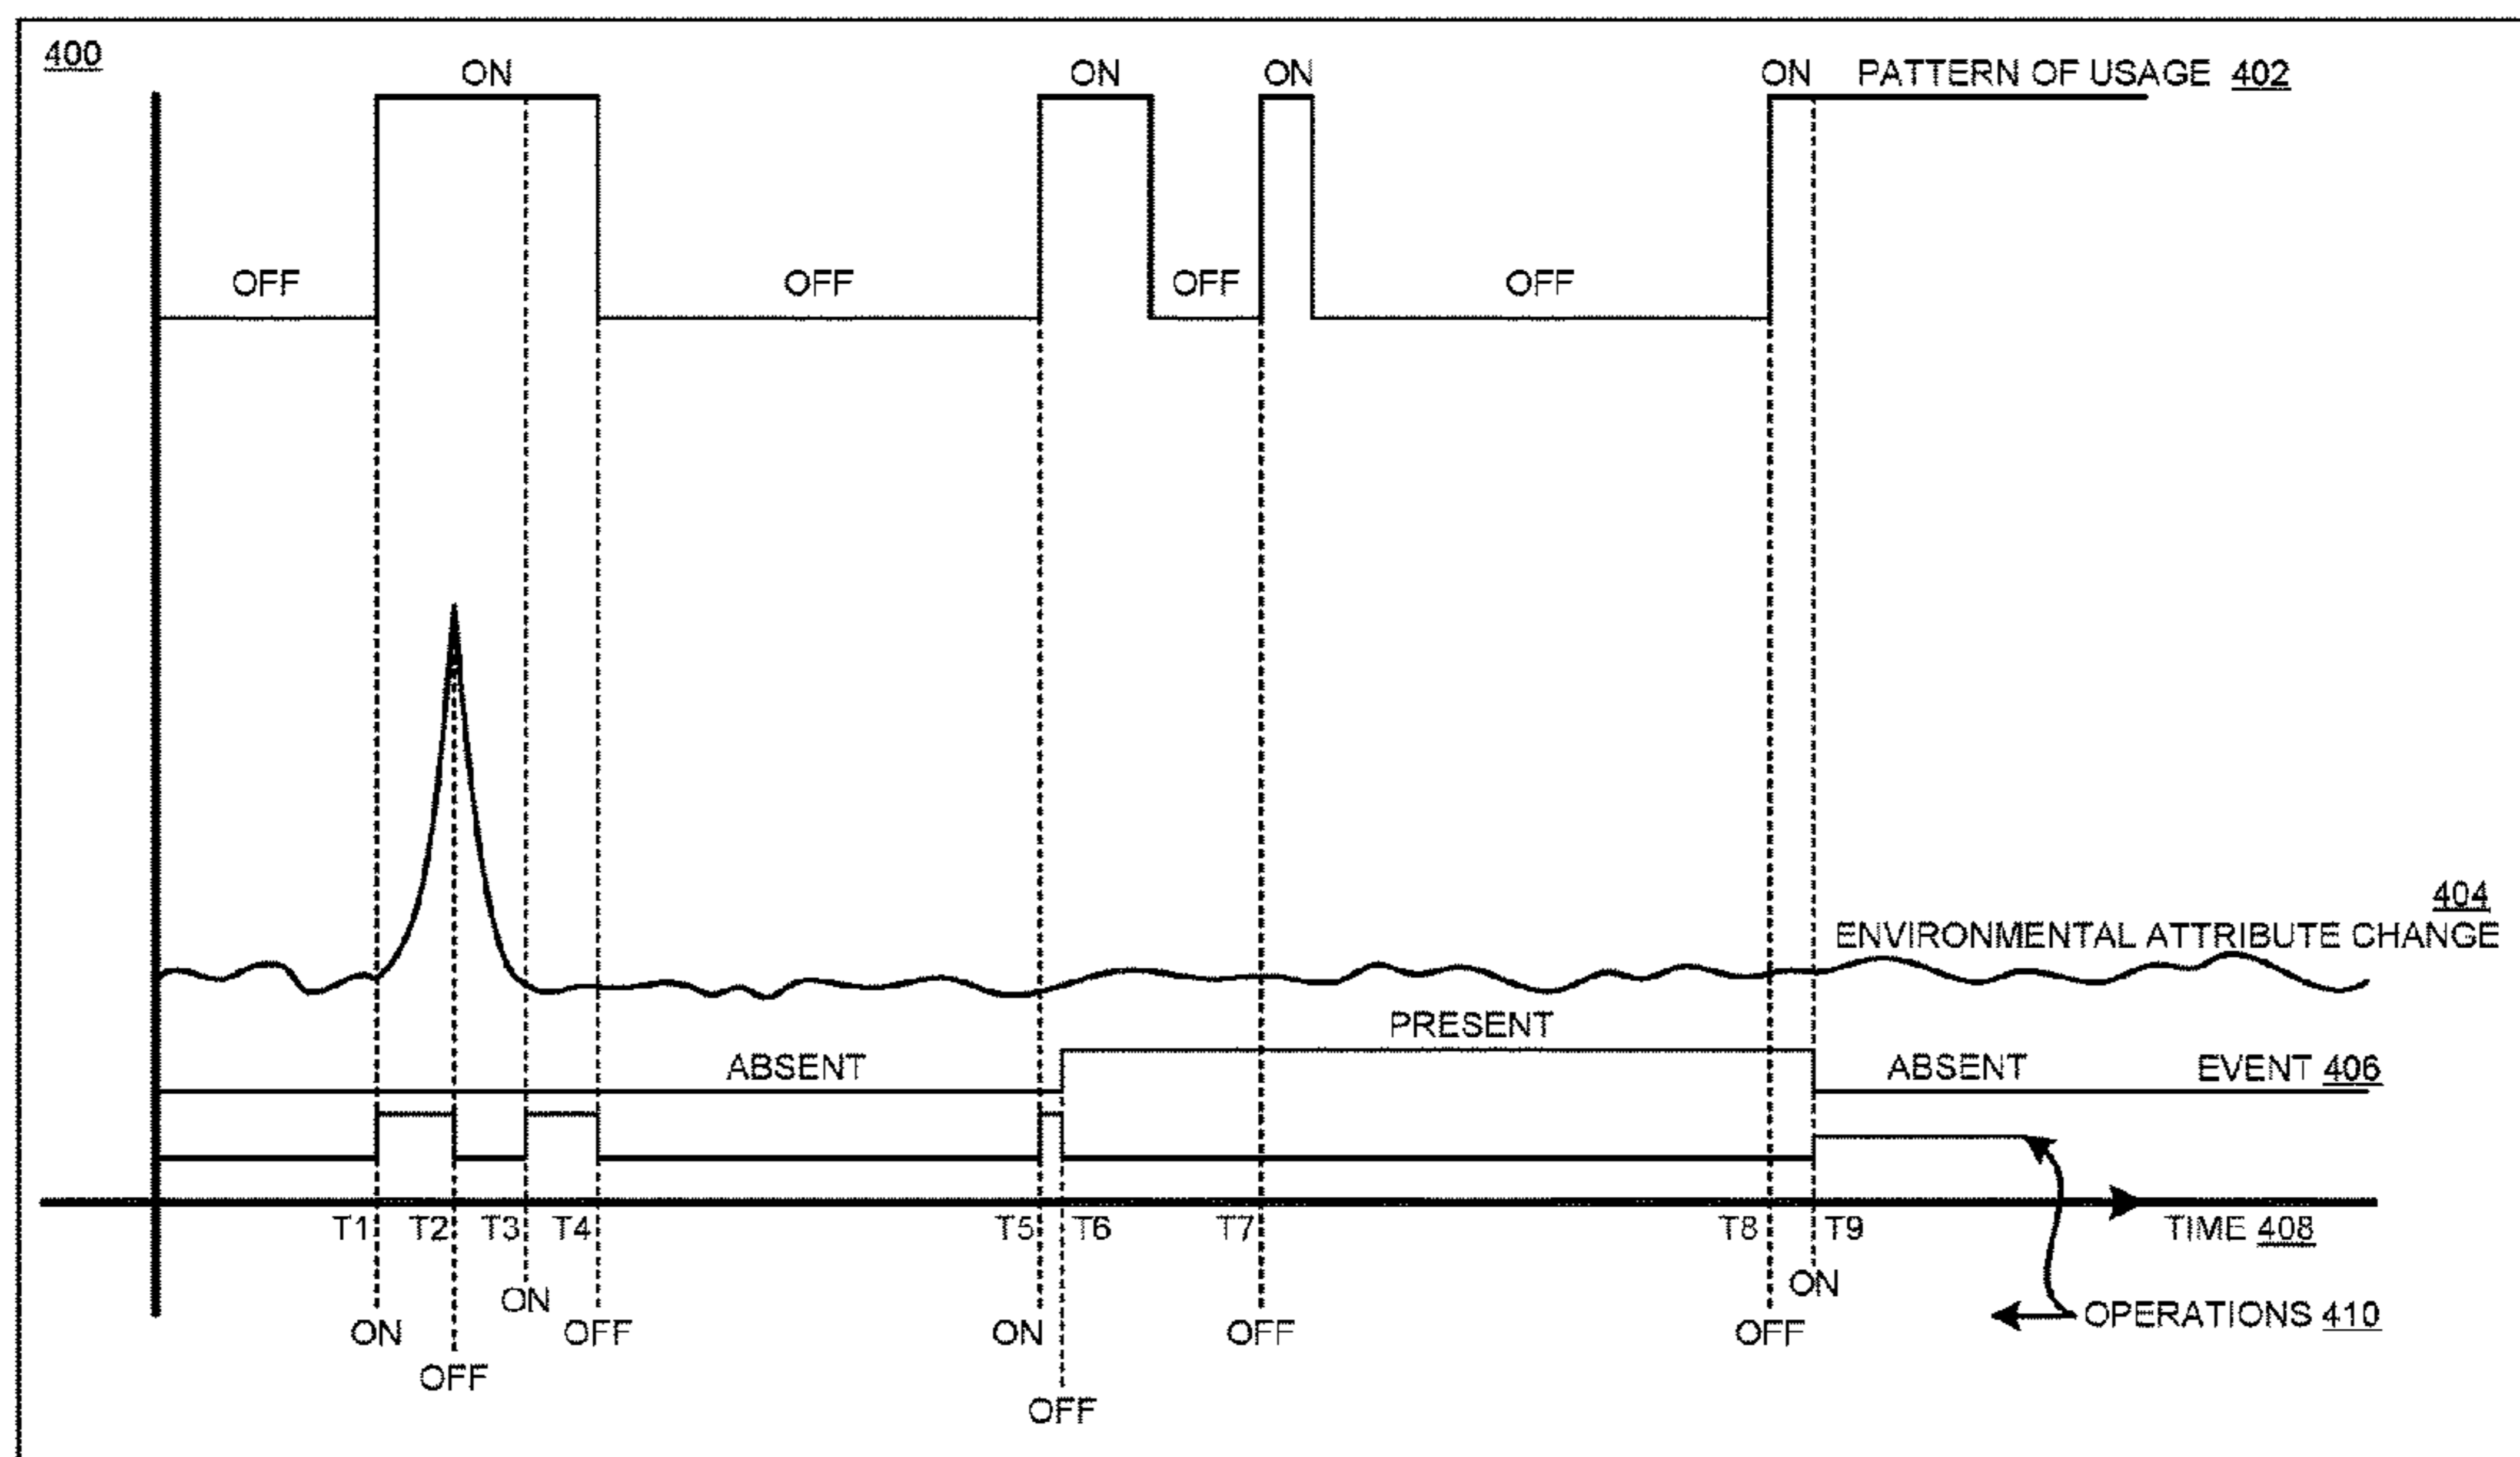 400
ON ON ON ON PATTERN OF USAGE 402
OFF OFF OFF OFF
404
ENVIRONMENTAL ATTRIBUTE CHANGE
PRESENT
ABSENT ABSENT EVENT 406
T1 T2 T3 T4 T5 T6 T7 T8 T9 TIME 408
ON ON
OPERATIONS 410
ON OFF ON OFF OFF
OFF
OFF